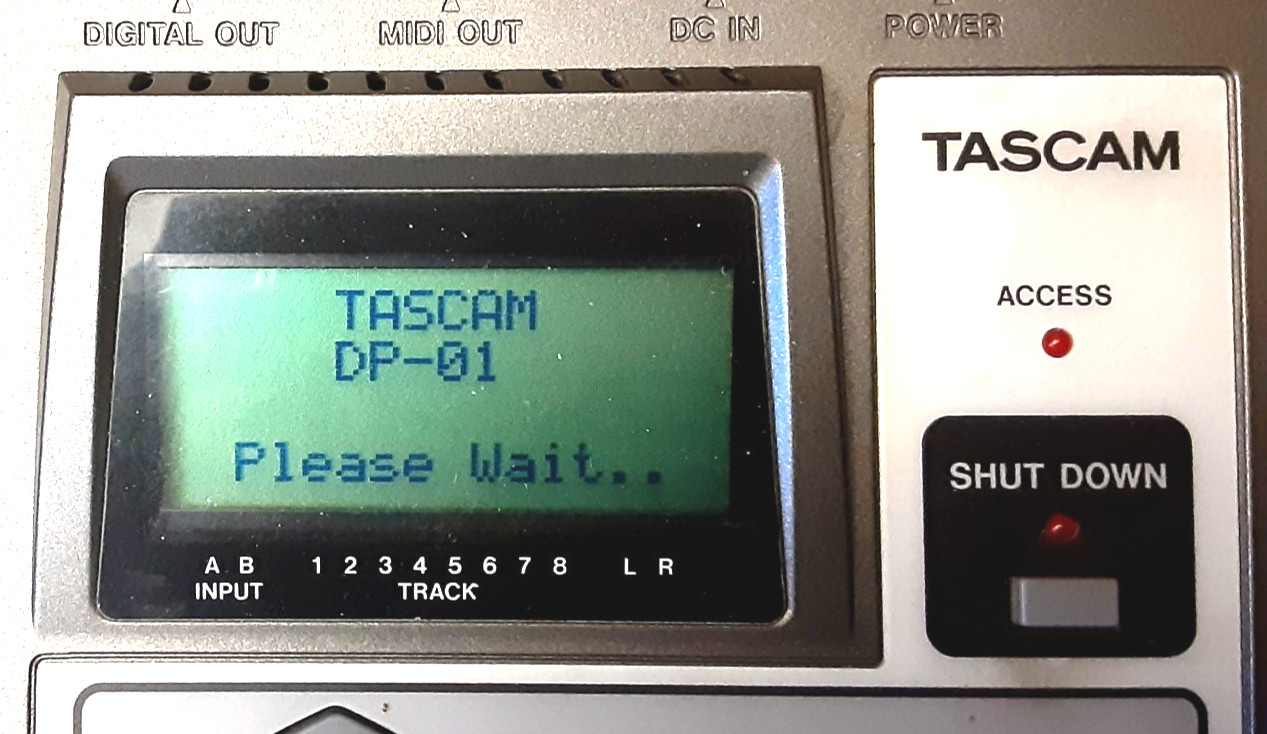 DIGITAL OUT
MIDI OUT
DC IN
POWER
TASCAM
DP-01
Please Wait..
A B
INPUT
1 2 3 4 5 6 7 8
TRACK
L R
TASCAM
ACCESS
SHUT DOWN